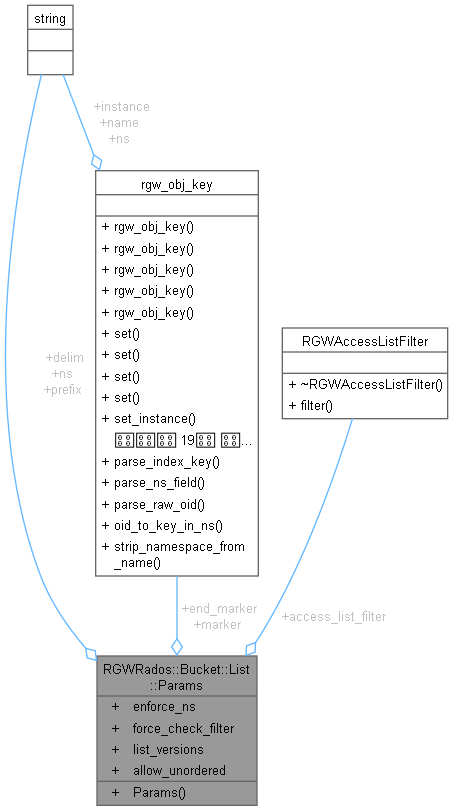 string
+instance
+name
+ns
rgw_obj_key
+ rgw_obj_key()
+ rgw_obj_key()
+ rgw_obj_key()
+ rgw_obj_key()
+ rgw_obj_key()
+ set()
+ set()
+ set()
+ set()
+ set_instance()
19 ...
+ parse_index_key()
+ parse_ns_field()
+ parse_raw_oid()
+ oid_to_key_in_ns()
+ strip_namespace_from
_name()
RGWAccessListFilter
+ ~RGWAccessListFilter()
+ filter()
+delim
+ns
+prefix
+end_marker
+marker
+access_list_filter
RGWRados::Bucket::List
::Params
+ enforce_ns
+ force_check_filter
+ list_versions
+ allow_unordered
+ Params()